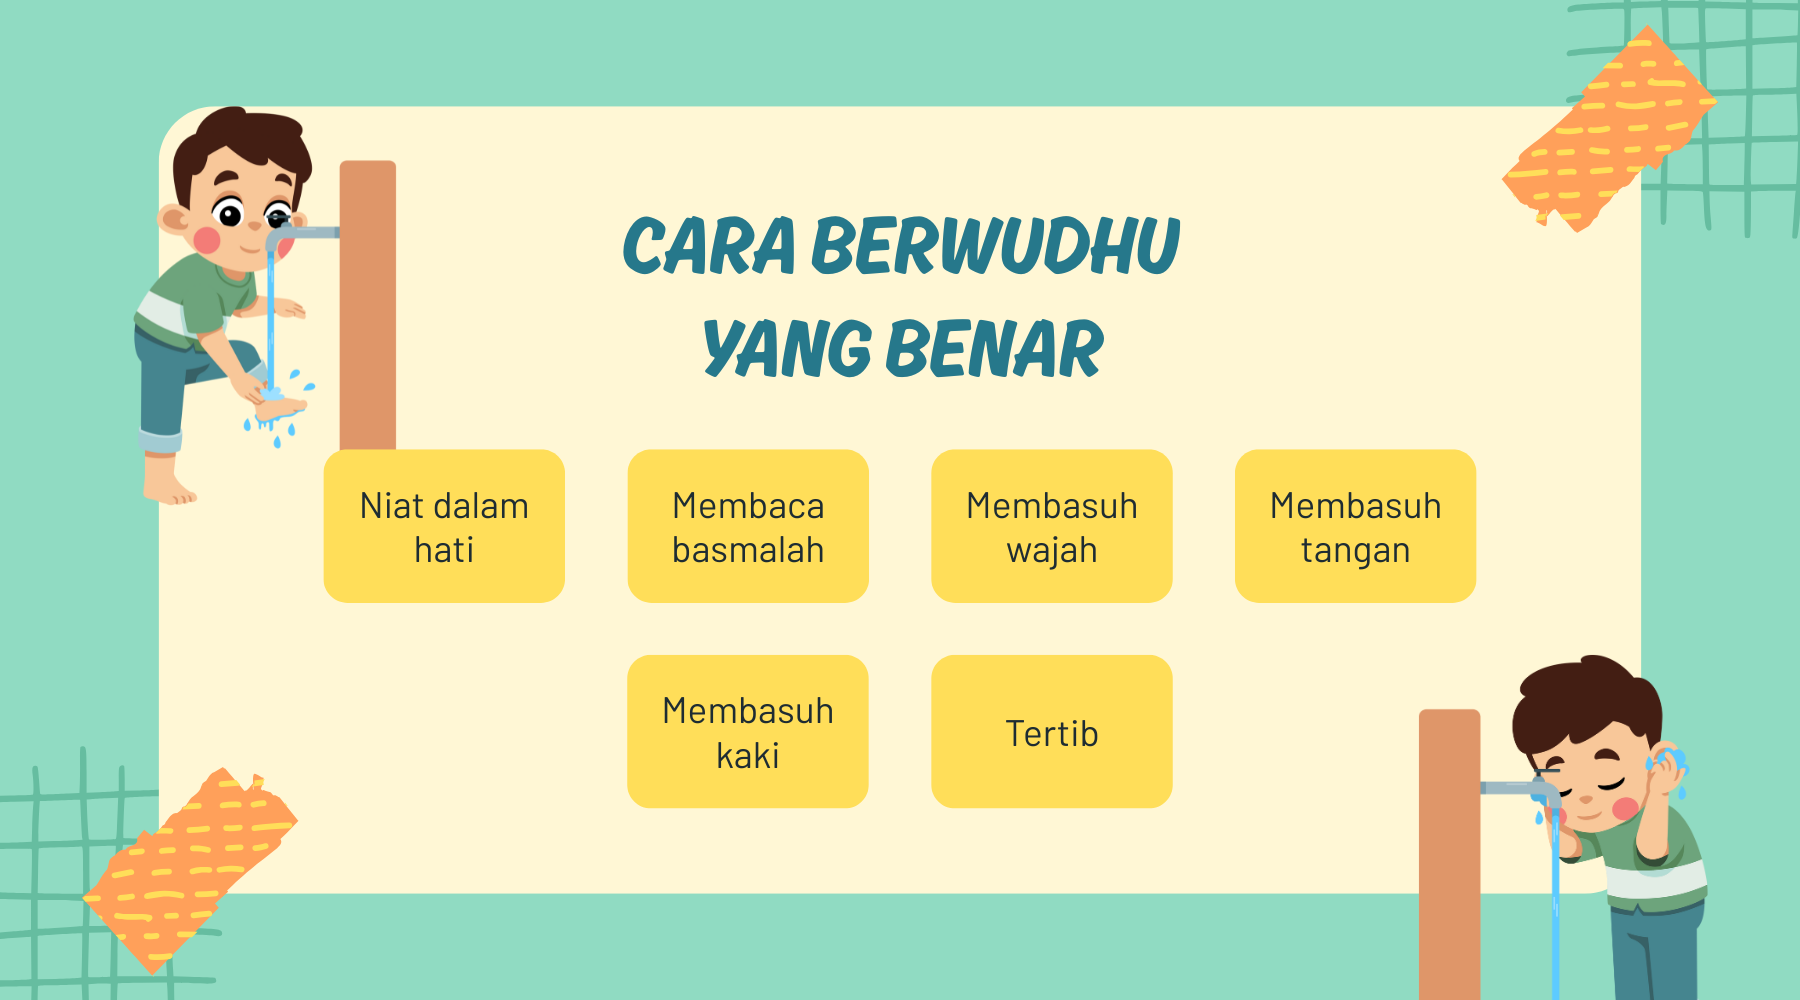 CARA BERWUDHU
YANG BENAR
Niat dalam
hati
Membaca
basmalah
Membasuh
wajah
Membasuh
tangan
Membasuh
kaki
Tertib